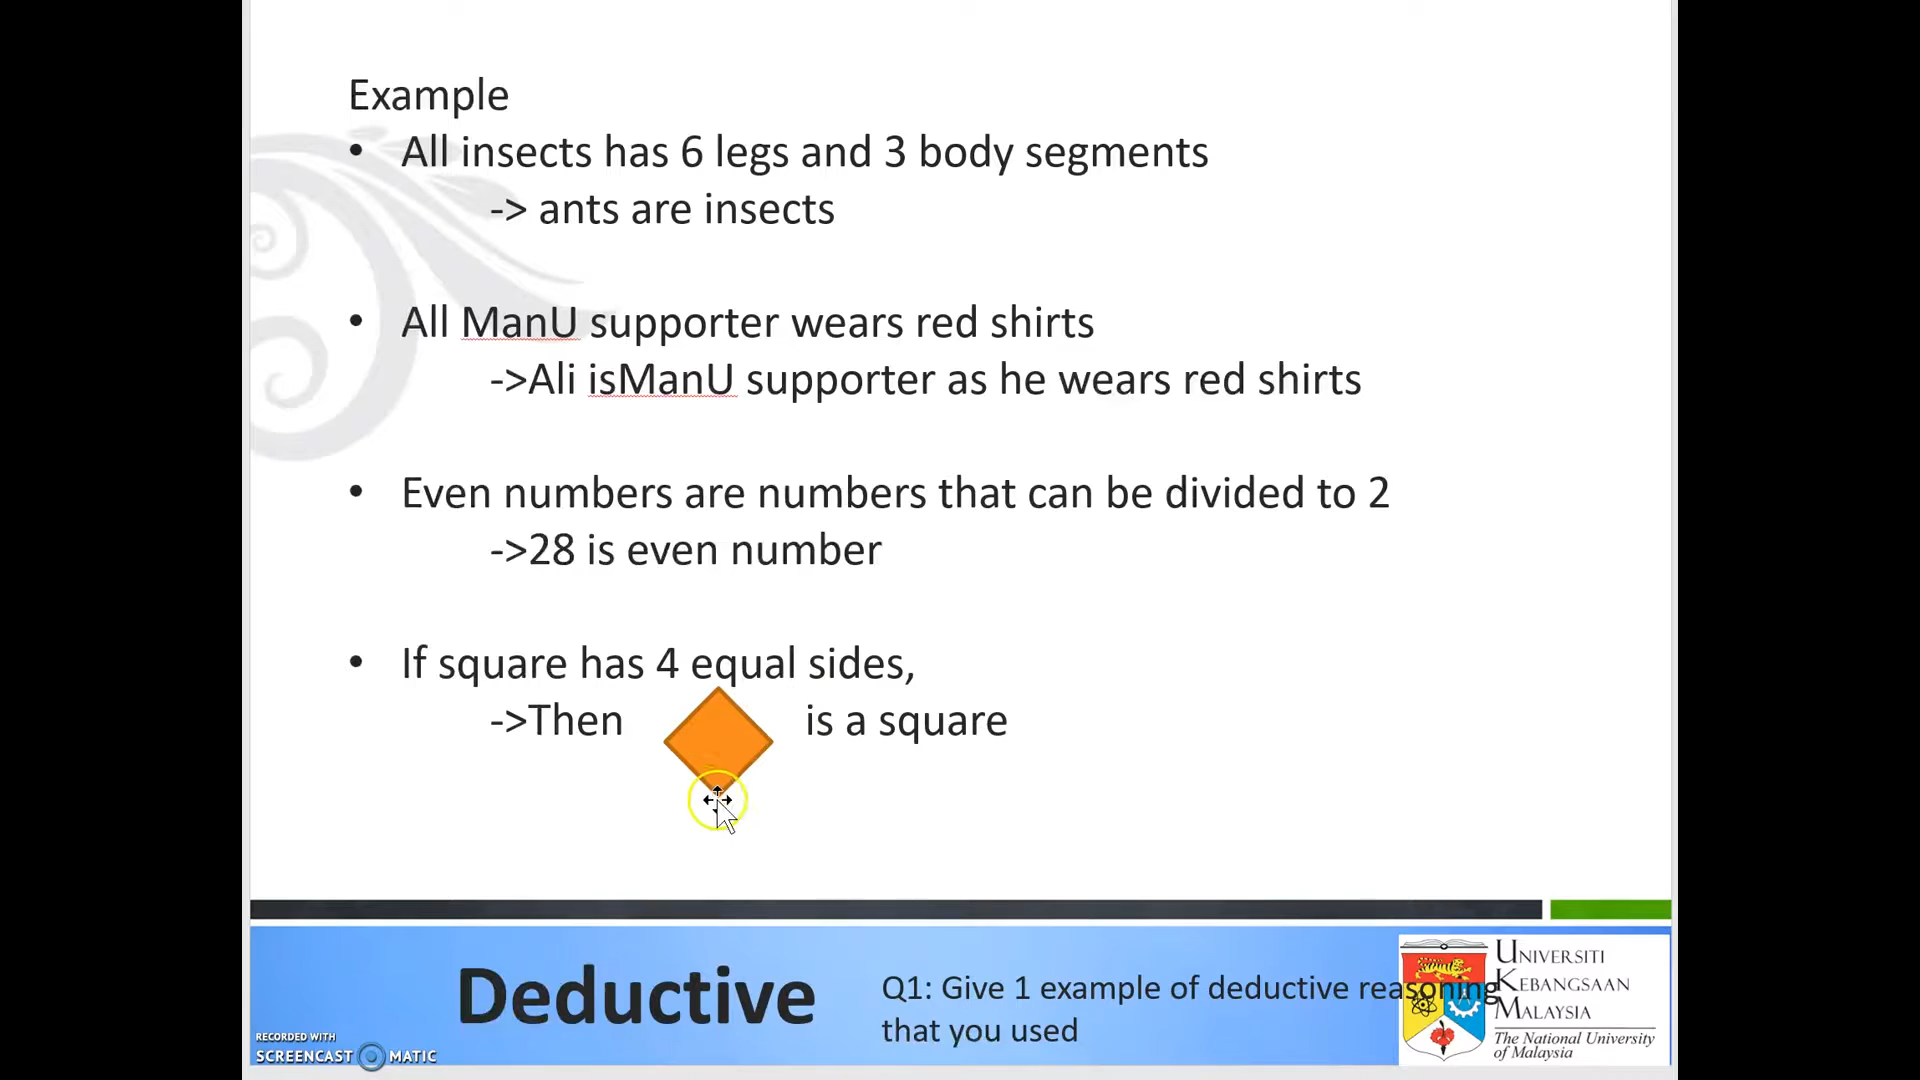 Example
• All insects has 6 legs and 3 body segments
-> ants are insects
• All ManU supporter wears red shirts
->Ali isManU supporter as he wears red shirts
• Even numbers are numbers that can be divided to 2
->28 is even number
• If square has 4 equal sides,
->Then is a square
Deductive
Q1: Give 1 example of deductive reasoning
that you used
UNIVERSITI
KEBANGSAAN
MALAYSIA
The National University
of Malaysia
RECORDED WITH
SCREENCAST MATIC